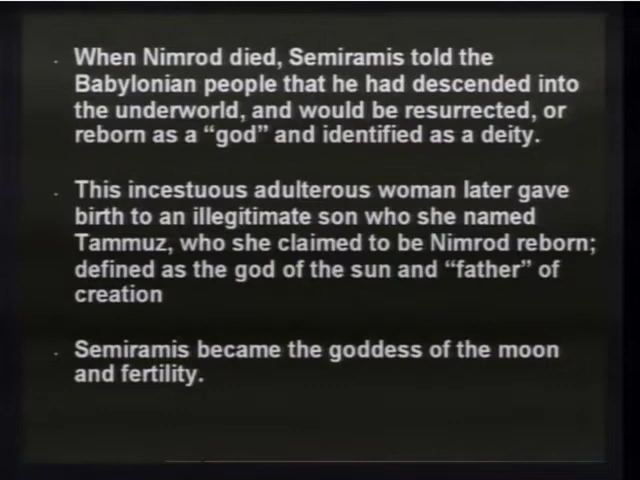 When Nimrod died, Semiramis told the
Babylonian people that he had descended into
the underworld, and would be resurrected, or
reborn as a “god” and identified as a deity.
This incestuous adulterous woman later gave
birth to an illegitimate son who she named
Tammuz, who she claimed to be Nimrod reborn;
defined as the god of the sun and “father” of
creation
Semiramis became the goddess of the moon
and fertility.